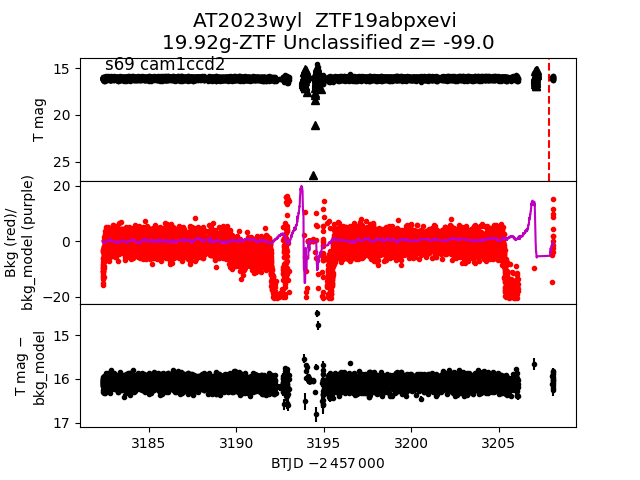 AT2023wyl  ZTF19abpxevi
19.92g-ZTF Unclassified z= -99.0
s69 cam1ccd2
T mag
15
20
25
Bkg (red)/
bkg_model (purple)
20
0
−20
T mag −
bkg_model
15
16
17
3185
3190
3195
3200
3205
BTJD −2 457 000